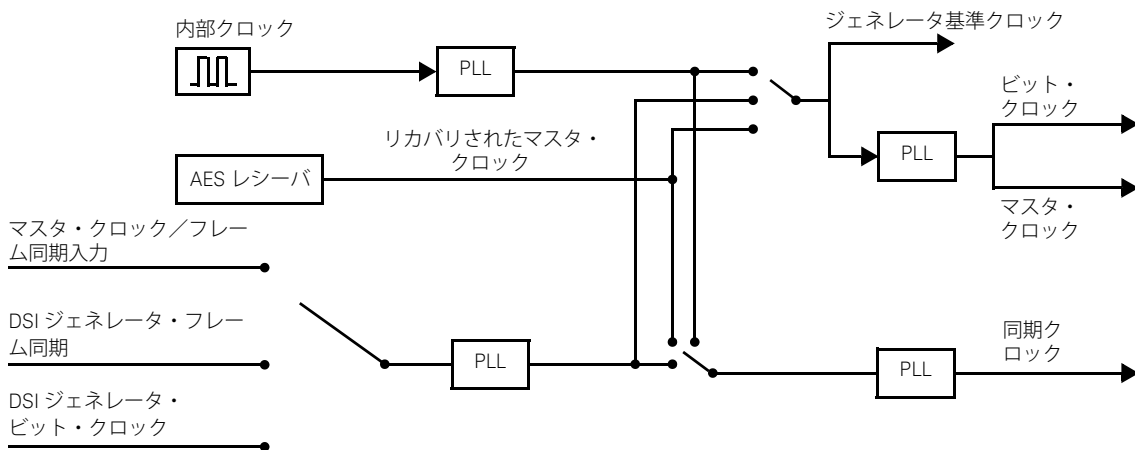 内部クロック
PLL
ジェネレータ基準クロック
ビット・
クロック
リカバリされたマスタ・
クロック
PLL
AES レシーバ
マスタ・
クロック
マスタ・クロック／フレー
ム同期入力
DSI ジェネレータ・フレー
ム同期
PLL
同期ク
ロック
PLL
DSI ジェネレータ・
ビット・クロック